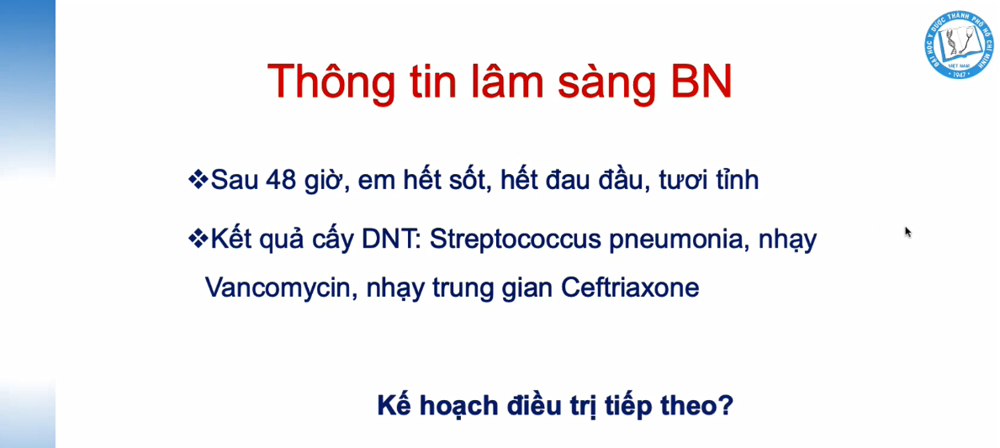 ĐẠI HỌC Y DƯỢC THÀNH PHỐ HỒ CHÍ MINH
VIỆT NAM
1947
Thông tin lâm sàng BN
❖Sau 48 giờ, em hết sốt, hết đau đầu, tươi tỉnh
❖Kết quả cấy DNT: Streptococcus pneumonia, nhạy
Vancomycin, nhạy trung gian Ceftriaxone
Kế hoạch điều trị tiếp theo?